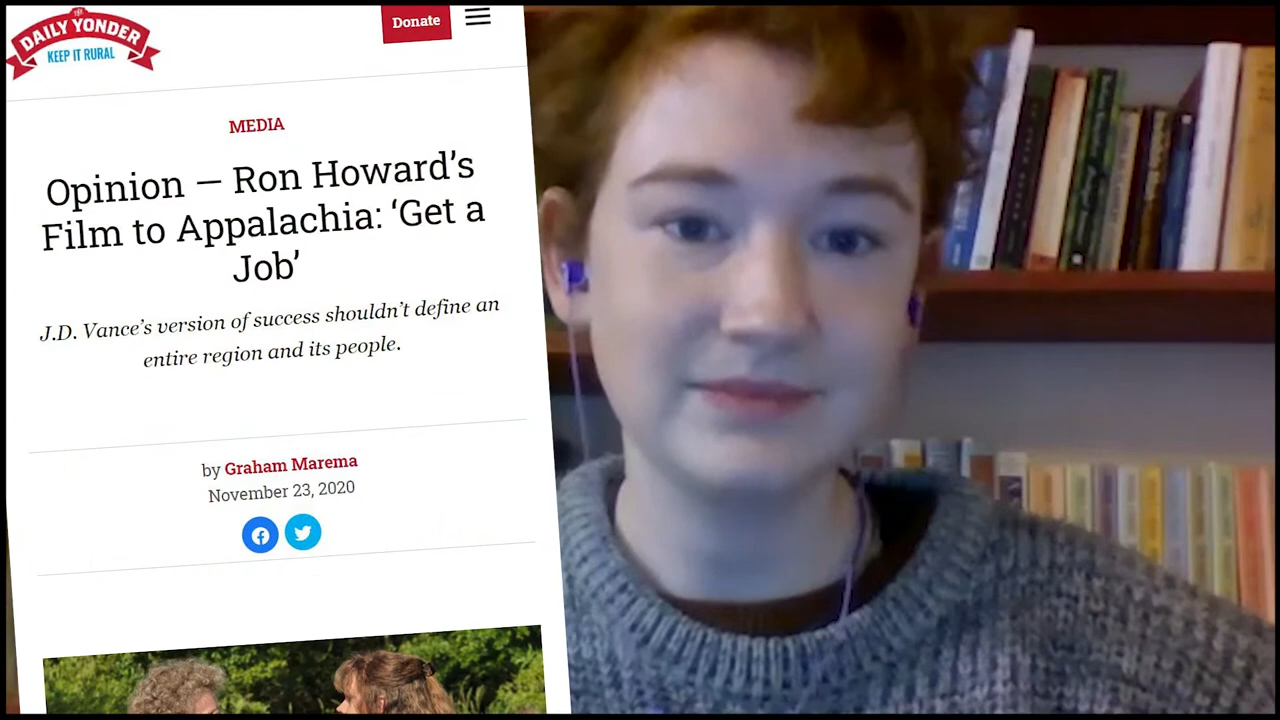 THE
DAILY YONDER
KEEP IT RURAL
Donate
MEDIA
Opinion — Ron Howard’s
Film to Appalachia: ‘Get a
Job’
J.D. Vance’s version of success shouldn’t define an
entire region and its people.
by Graham Marema
November 23, 2020